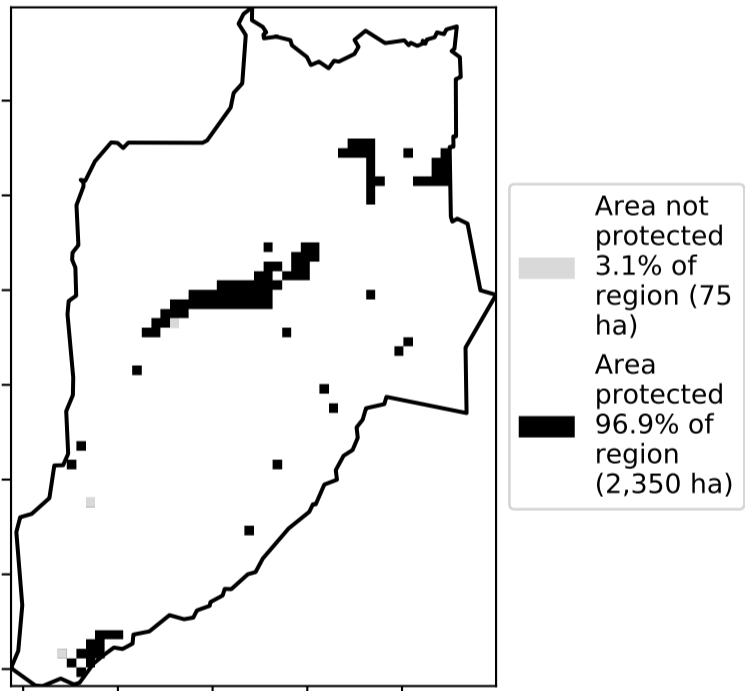 Area not
protected
3.1% of
region (75
ha)
Area
protected
96.9% of
region
(2,350 ha)